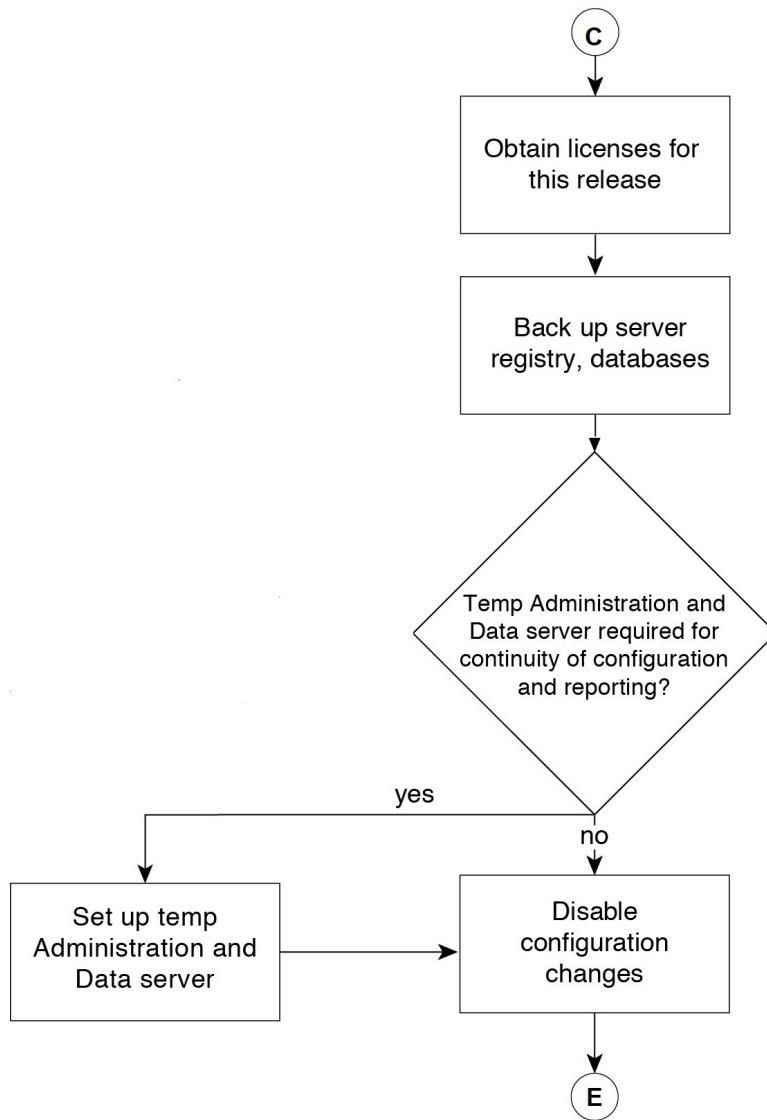 C
Obtain licenses for
this release
Back up server
registry, databases
Temp Administration and
Data server required for
continuity of configuration
and reporting?
yes
no
Set up temp
Administration and
Data server
Disable
configuration
changes
E